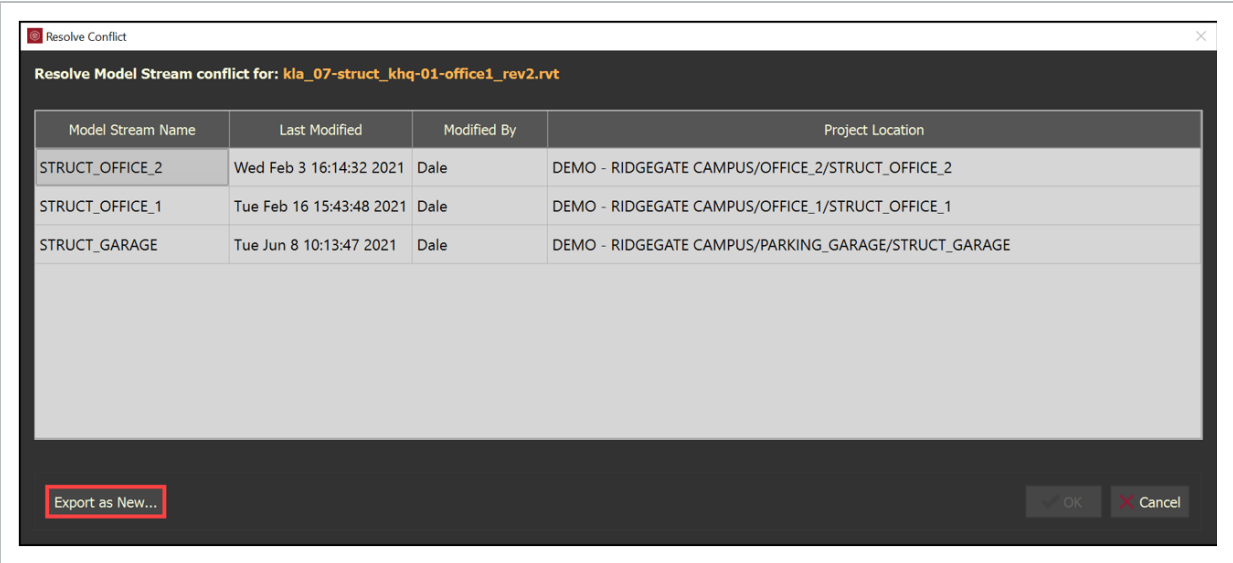 Resolve Conflict
Resolve Model Stream conflict for: kla_07-struct_khq-01-office1_rev2.rvt
Model Stream Name Last Modified Modified By Project Location
STRUCT_OFFICE_2 Wed Feb 3 16:14:32 2021 Dale DEMO - RIDGEGATE CAMPUS/OFFICE_2/STRUCT_OFFICE_2
STRUCT_OFFICE_1 Tue Feb 16 15:43:48 2021 Dale DEMO - RIDGEGATE CAMPUS/OFFICE_1/STRUCT_OFFICE_1
STRUCT_GARAGE Tue Jun 8 10:13:47 2021 Dale DEMO - RIDGEGATE CAMPUS/PARKING_GARAGE/STRUCT_GARAGE
Export as New... OK Cancel